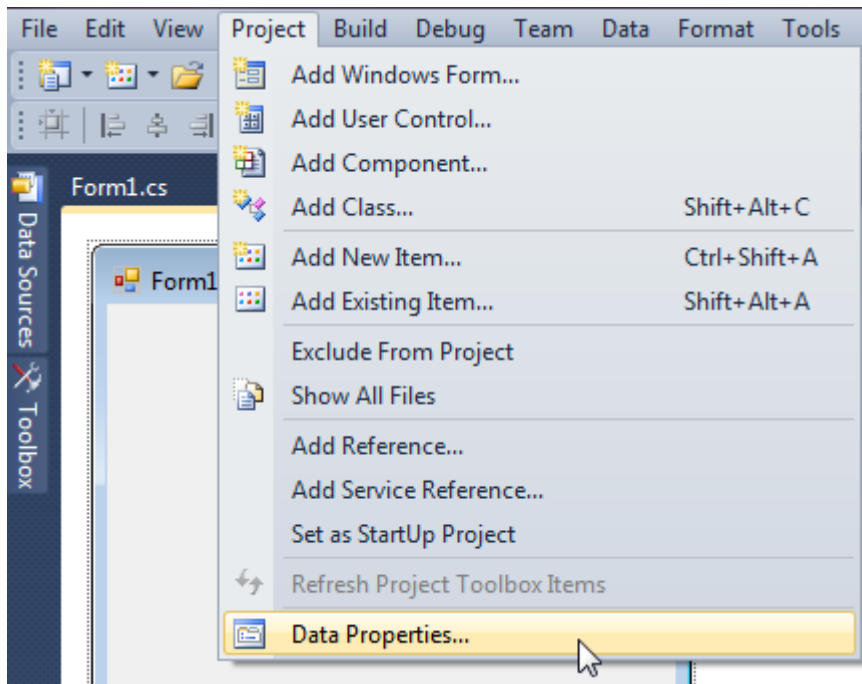 File Edit View Project Build Debug Team Data Format Tools
Add Windows Form...
Add User Control...
Add Component...
Form1.cs
Add Class... Shift+Alt+C
Data Sources
Add New Item... Ctrl+Shift+A
Form1
Add Existing Item... Shift+Alt+A
Exclude From Project
Toolbox
Show All Files
Add Reference...
Add Service Reference...
Set as StartUp Project
Refresh Project Toolbox Items
Data Properties...